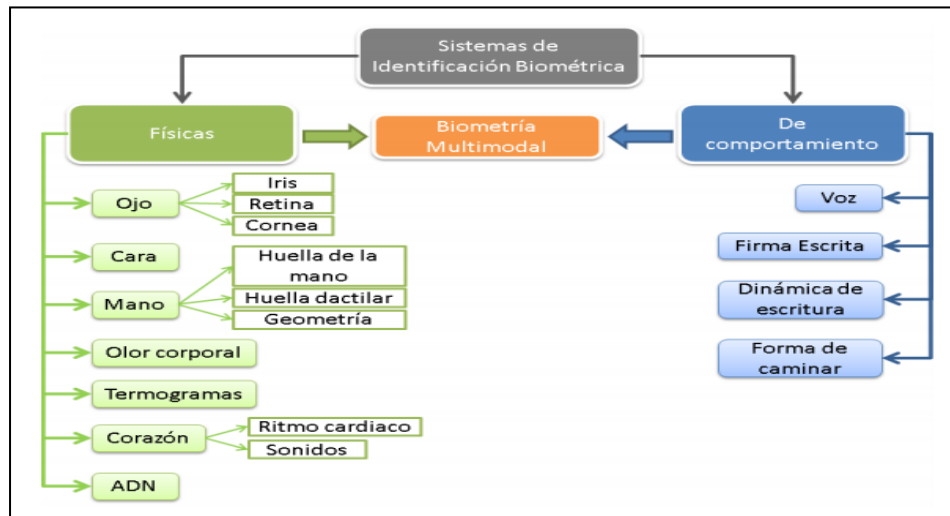 Sistemas de
Identificación Biométrica
Físicas
Biometría
Multimodal
De
comportamiento
Ojo
Iris
Retina
Cornea
Cara
Mano
Huella de la
mano
Huella dactilar
Geometría
Olor corporal
Termogramas
Corazón
Ritmo cardiaco
Sonidos
ADN
Voz
Firma Escrita
Dinámica de
escritura
Forma de
caminar